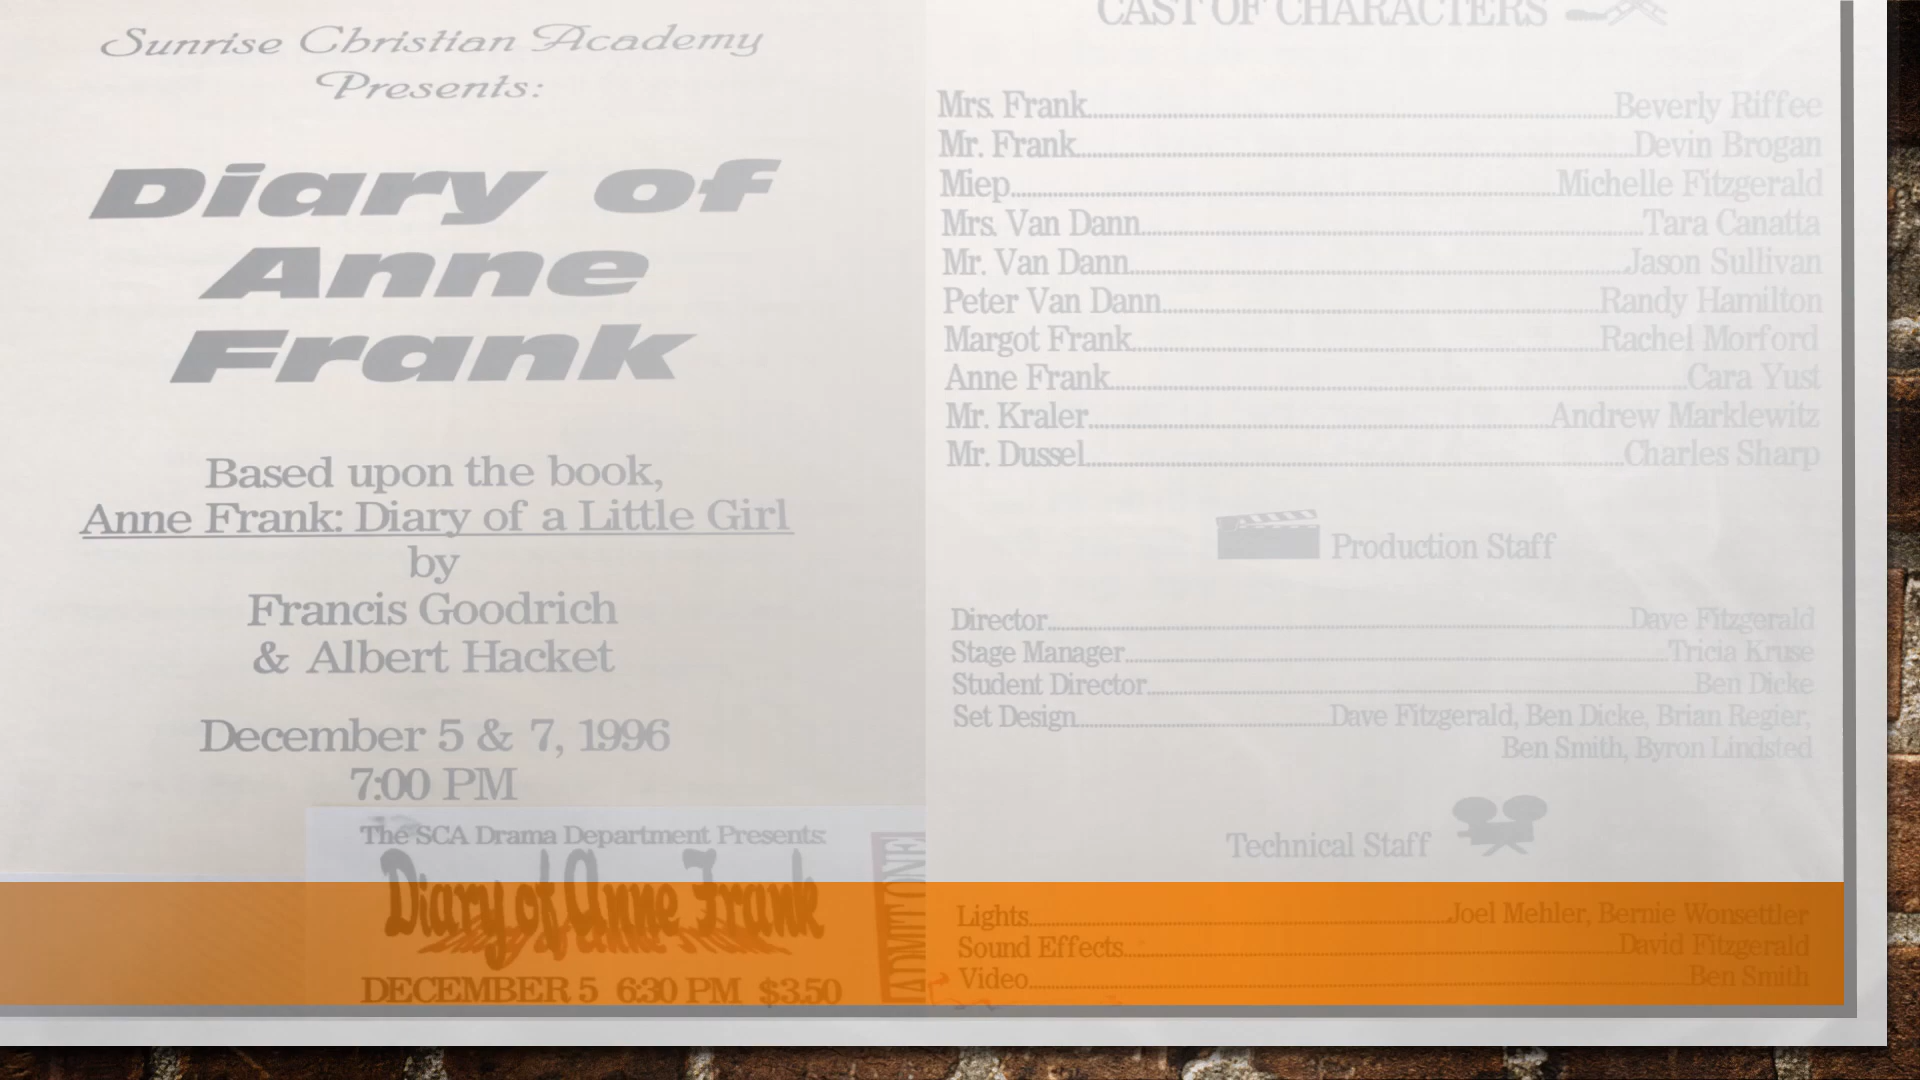 Sunrise Christian Academy
Presents:
Diary of
Anne
Frank
Based upon the book,
Anne Frank: Diary of a Little Girl
by
Francis Goodrich
& Albert Hacket
December 5 & 7, 1996
7:00 PM
The SCA Drama Department Presents:
Diary of Anne Frank
DECEMBER 5 6:30 PM $3.50
ADMIT ONE
CAST OF CHARACTERS
Mrs. Frank Beverly Riffee
Mr. Frank Devin Brogan
Miep Michelle Fitzgerald
Mrs. Van Dann Tara Canatta
Mr. Van Dann Jason Sullivan
Peter Van Dann Randy Hamilton
Margot Frank Rachel Morford
Anne Frank Cara Yust
Mr. Kraler Andrew Marklewitz
Mr. Dussel Charles Sharp
Production Staff
Director Dave Fitzgerald
Stage Manager Tricia Kruse
Student Director Ben Dicke
Set Design Dave Fitzgerald, Ben Dicke, Brian Regier,
Ben Smith, Byron Lindsted
Technical Staff
Lights Joel Mehler, Bernie Wonsettler
Sound Effects David Fitzgerald
Video Ben Smith